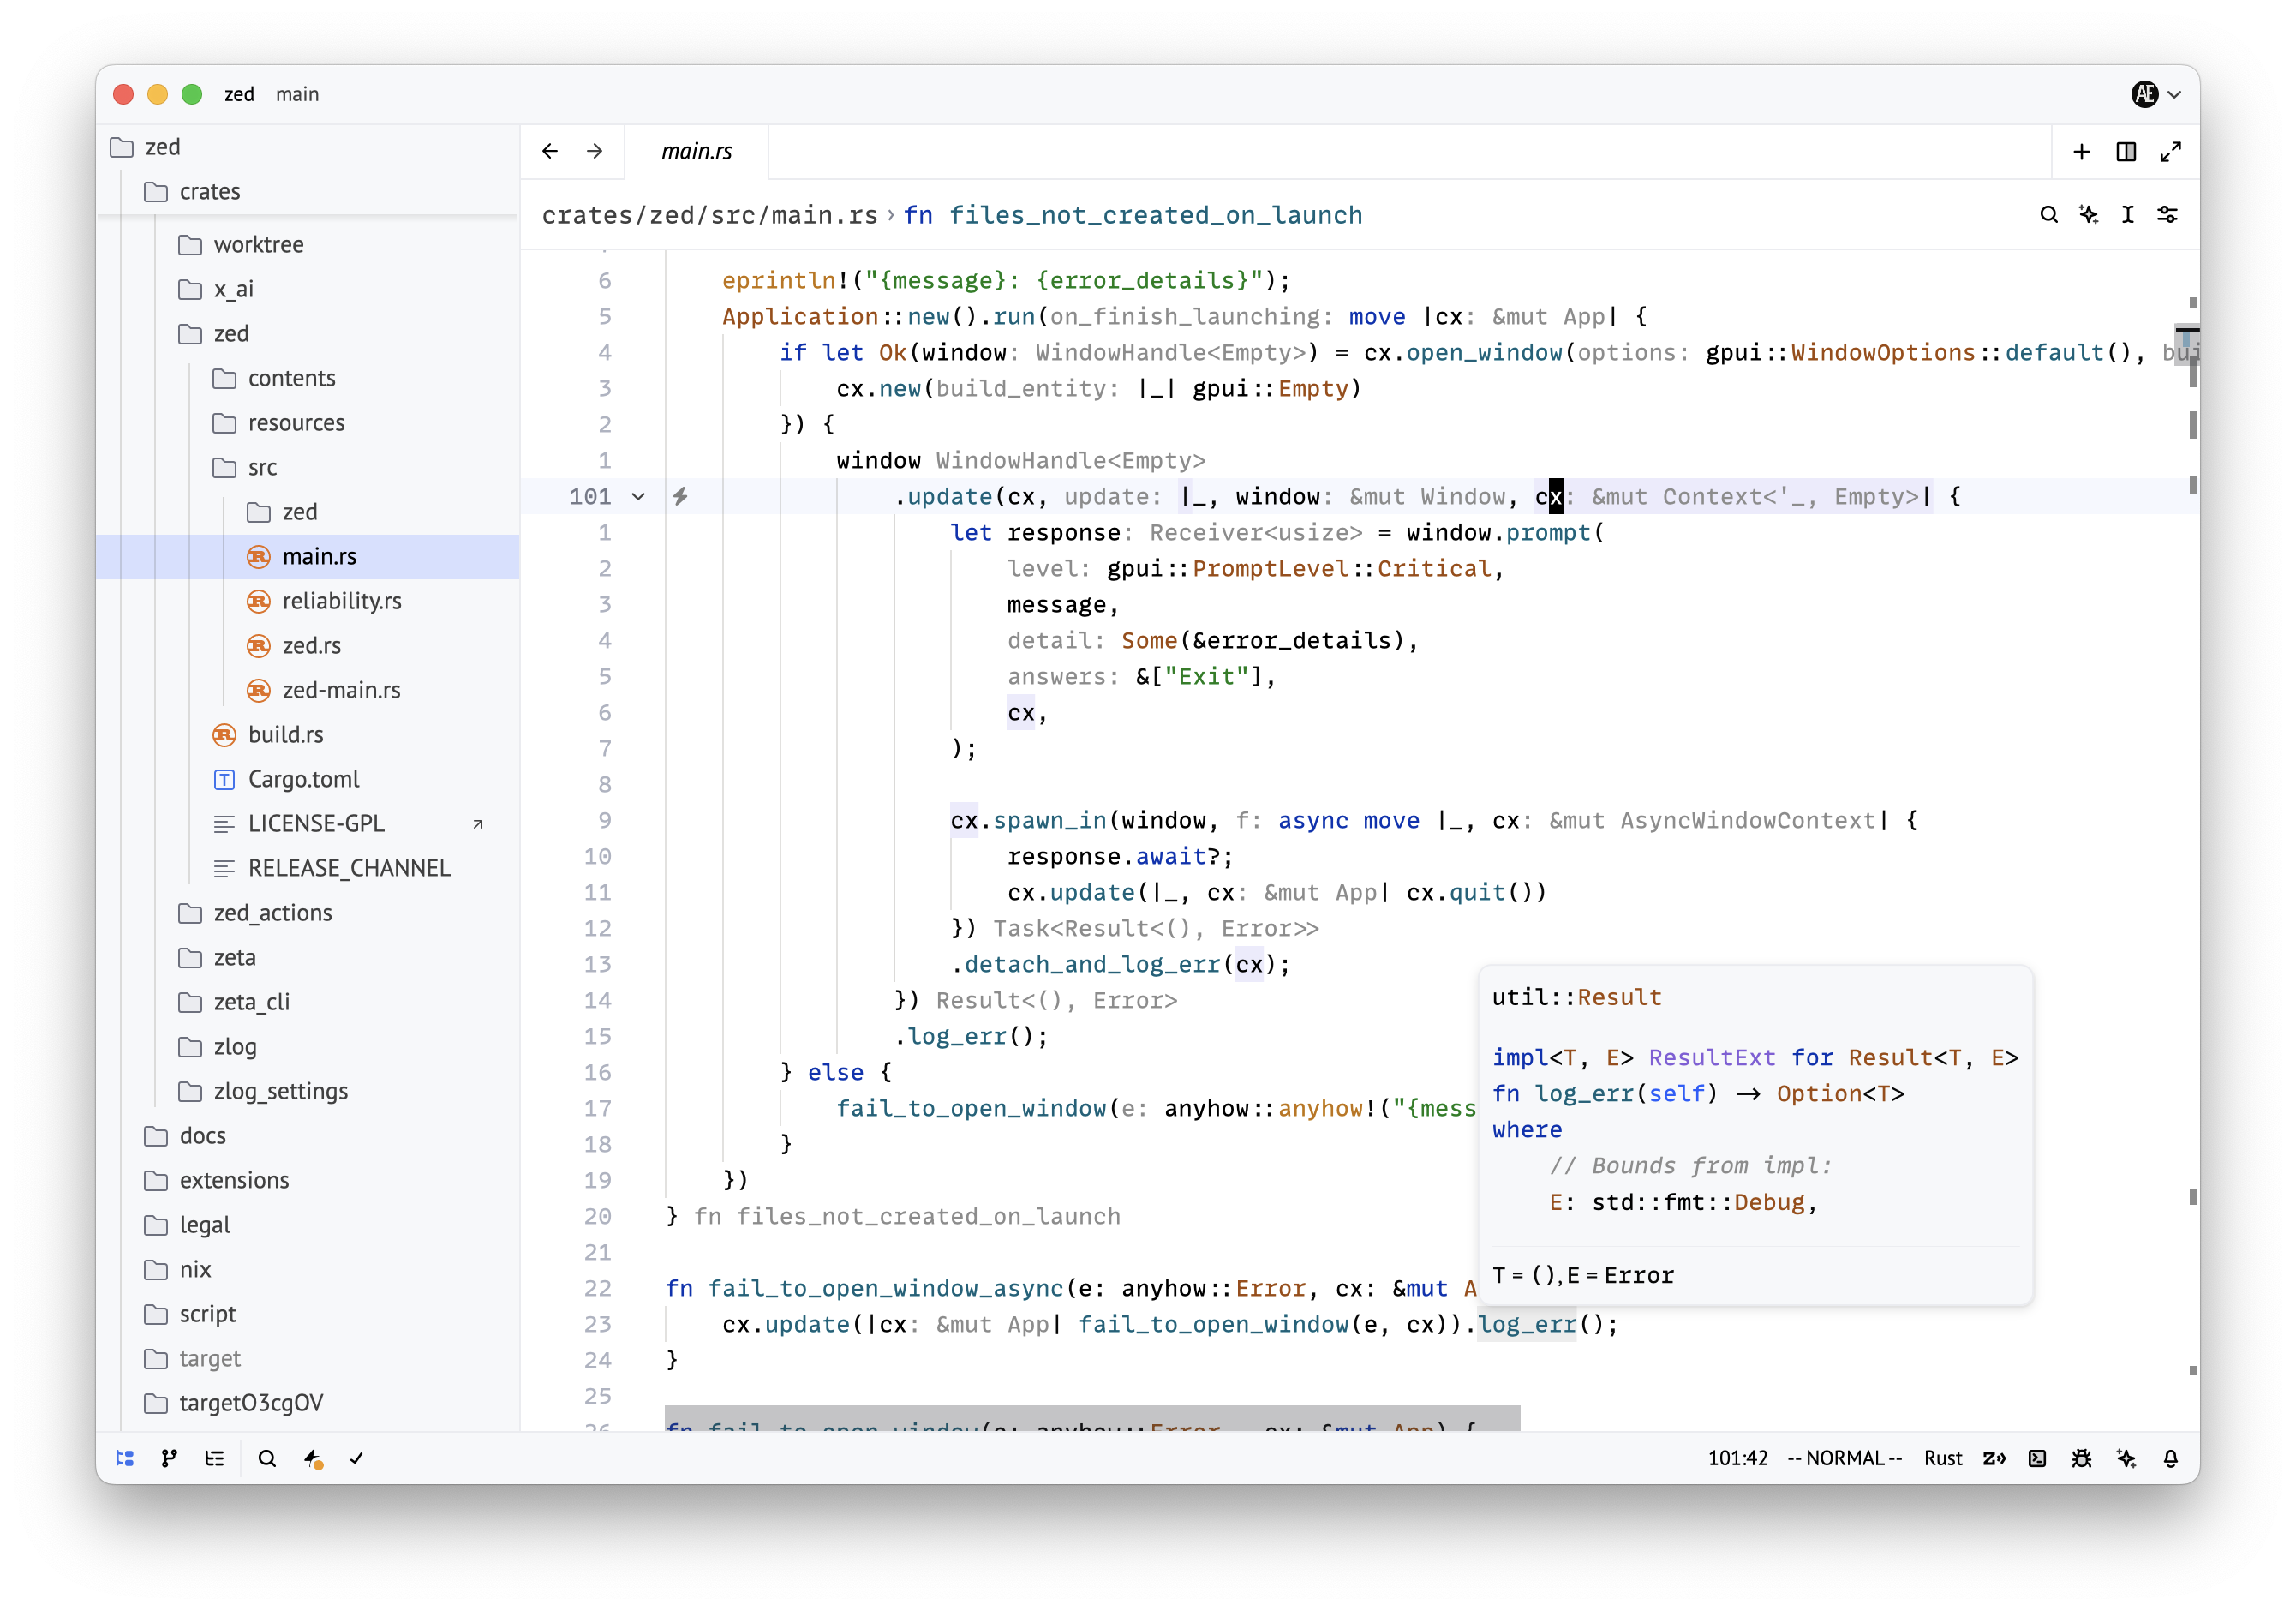 zed main
AE
zed
crates
worktree
x_ai
zed
contents
resources
src
zed
main.rs
reliability.rs
zed.rs
zed-main.rs
build.rs
Cargo.toml
LICENSE-GPL
RELEASE_CHANNEL
zed_actions
zeta
zeta_cli
zlog
zlog_settings
docs
extensions
legal
nix
script
target
targetO3cgOV
main.rs
crates/zed/src/main.rs › fn files_not_created_on_launch
6 eprintln!("{message}: {error_details}");
5 Application::new().run(on_finish_launching: move |cx: &mut App| {
4 if let Ok(window: WindowHandle<Empty>) = cx.open_window(options: gpui::WindowOptions::default(), bui
3 cx.new(build_entity: |_| gpui::Empty)
2 }) {
1 window WindowHandle<Empty>
101 .update(cx, update: |_, window: &mut Window, cx: &mut Context<'_, Empty>| {
1 let response: Receiver<usize> = window.prompt(
2 level: gpui::PromptLevel::Critical,
3 message,
4 detail: Some(&error_details),
5 answers: &["Exit"],
6 cx,
7 );
8
9 cx.spawn_in(window, f: async move |_, cx: &mut AsyncWindowContext| {
10 response.await?;
11 cx.update(|_, cx: &mut App| cx.quit())
12 }) Task<Result<(), Error>>
13 .detach_and_log_err(cx);
14 }) Result<(), Error>
15 .log_err();
16 } else {
17 fail_to_open_window(e: anyhow::anyhow!("{mess
18 }
19 })
20 } fn files_not_created_on_launch
21
22 fn fail_to_open_window_async(e: anyhow::Error, cx: &mut A
23 cx.update(|cx: &mut App| fail_to_open_window(e, cx)).log_err();
24 }
25
26 fn fail_to_open_window(e: anyhow::Error, _cx: &mut App) {
util::Result
impl<T, E> ResultExt for Result<T, E>
fn log_err(self) -> Option<T>
where
// Bounds from impl:
E: std::fmt::Debug,
T = (), E = Error
101:42 -- NORMAL -- Rust